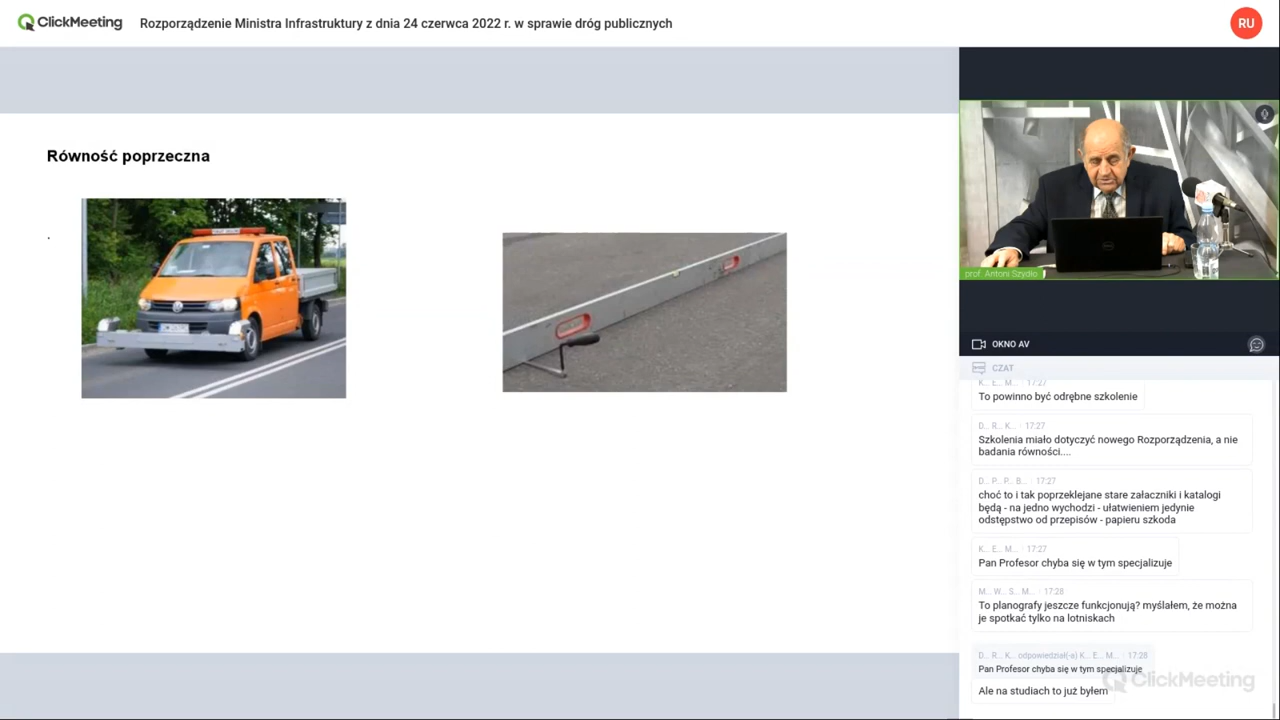 ClickMeeting
Rozporządzenie Ministra Infrastruktury z dnia 24 czerwca 2022 r. w sprawie dróg publicznych
RU
Równość poprzeczna
.
prof. Antoni Szydło
OKNO AV
CZAT
K... E... M... 17:27
To powinno być odrębne szkolenie
D... R... K... 17:27
Szkolenia miało dotyczyć nowego Rozporządzenia, a nie
badania równości....
D... P... P... B... 17:27
choć to i tak poprzeklejane stare załaczniki i katalogi
będą - na jedno wychodzi - ułatwieniem jedynie
odstępstwo od przepisów - papieru szkoda
K... E... M... 17:27
Pan Profesor chyba się w tym specjalizuje
M... W... S... M... 17:28
To planografy jeszcze funkcjonują? myślałem, że można
je spotkać tylko na lotniskach
D... R... K... odpowiedział(-a) K... E... M... 17:28
Pan Profesor chyba się w tym specjalizuje
Ale na studiach to już byłem
ClickMeeting